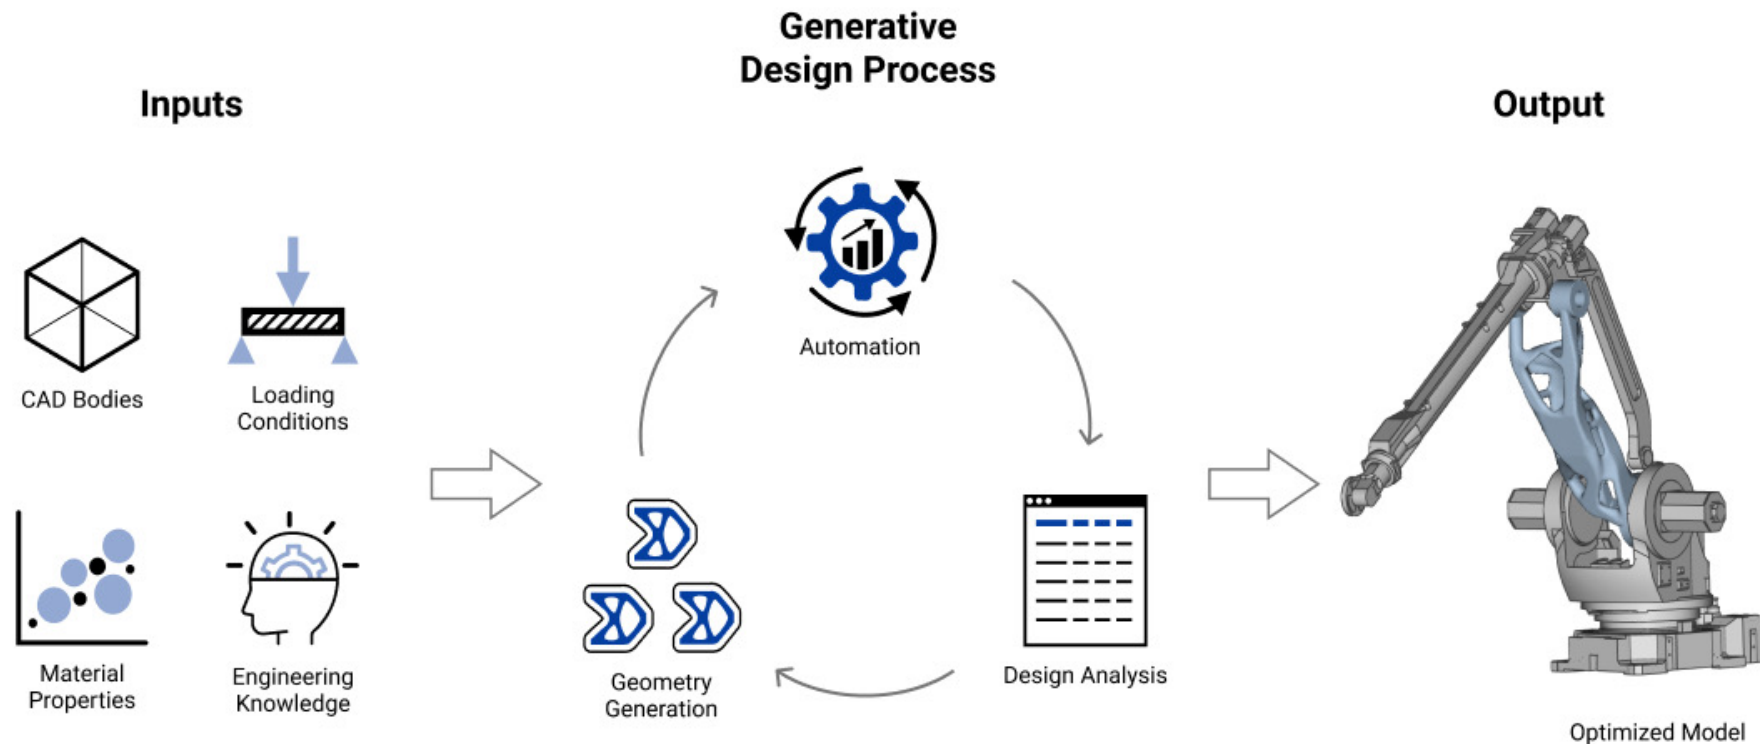 Generative
Design Process
Inputs
Output
CAD Bodies
Loading
Conditions
Material
Properties
Engineering
Knowledge
Automation
Geometry
Generation
Design Analysis
Optimized Model